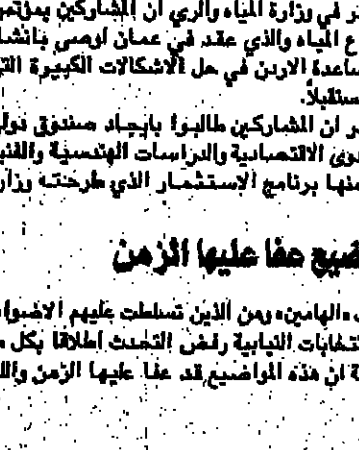 في وزارة المياه والري ان المشاركين بمؤتمر
ع المياه والذي عقد في عمان اوصى بانشا
ساعدة الاردن في حل الاشكالات الكبيرة التي
ستقبلاً.
ر ان المشاركين طالبوا بايجاد صندوق دولي
وى الاقتصادية والدراسات الهندسية والفنية
منها برنامج الاستثمار الذي طرحته وزار
ضيع عفا عليها الزمن
«الهامين» ومن الذين تسلطت عليهم الاضواء
نتخابات النيابية رفض التحدث اطلاقا بكل
ة ان هذه المواضيع قد عفا عليها الزمن